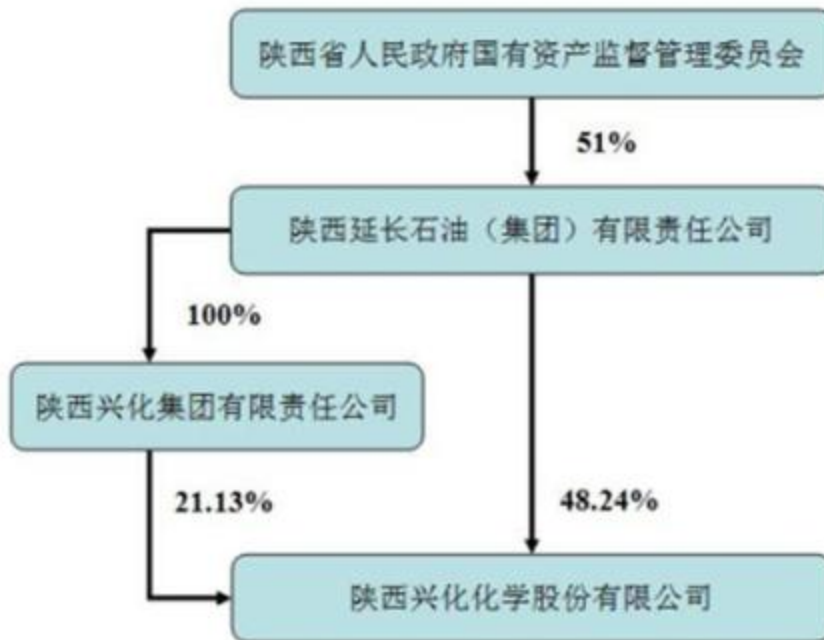 陕西省人民政府国有资产监督管理委员会
51%
陕西延长石油（集团）有限责任公司
100%
陕西兴化集团有限责任公司
21.13%
48.24%
陕西兴化化学股份有限公司